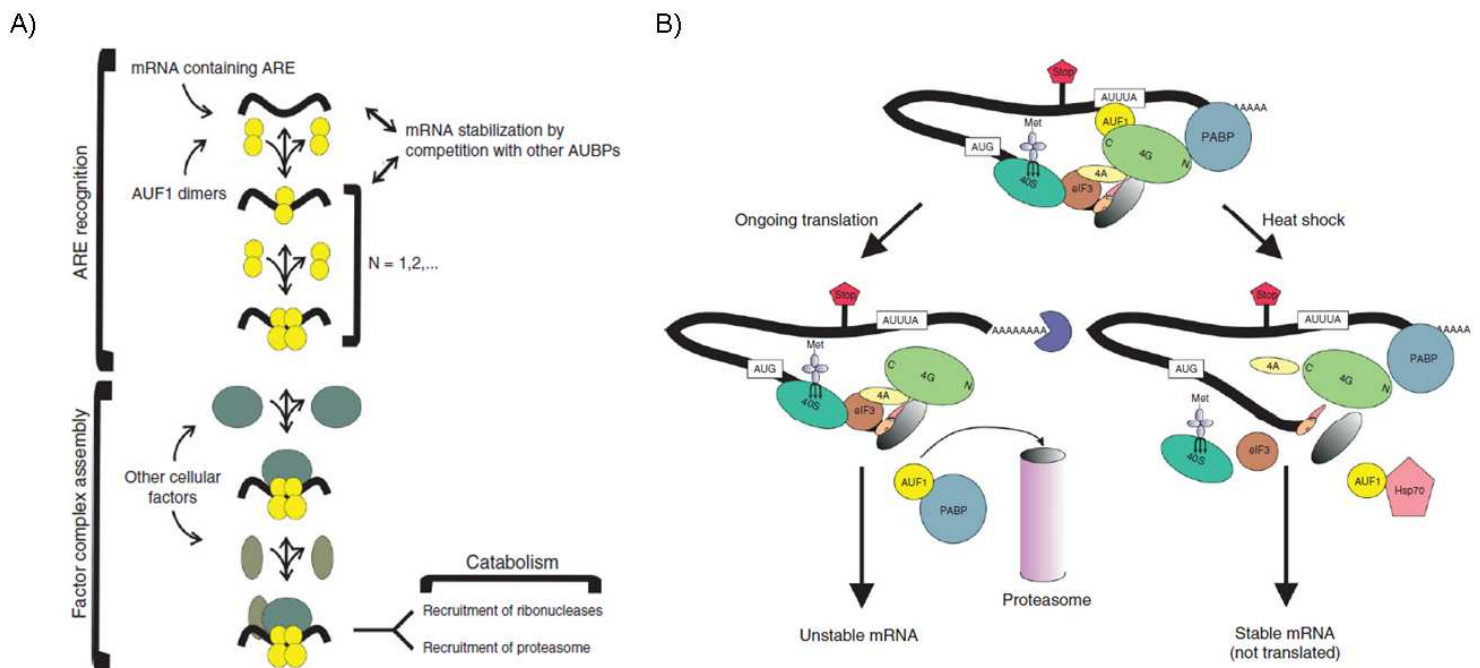 A)
mRNA containing ARE
AUF1 dimers
mRNA stabilization by
competition with other AUBPs
N = 1,2,...
ARE recognition
Other cellular
factors
Factor complex assembly
Catabolism
Recruitment of ribonucleases
Recruitment of proteasome
B)
Stop
AUUUA
AAAAA
AUF1
PABP
Met
AUG
C
4G
N
4A
40S
eIF3
Ongoing translation
Heat shock
Stop
AUUUA
AAAAAAAA
Met
AUG
C
4G
N
4A
40S
eIF3
AUF1
PABP
Proteasome
Unstable mRNA
Stop
AUUUA
AAAAA
PABP
4A
C
4G
N
AUG
Met
40S
eIF3
AUF1
Hsp70
Stable mRNA
(not translated)